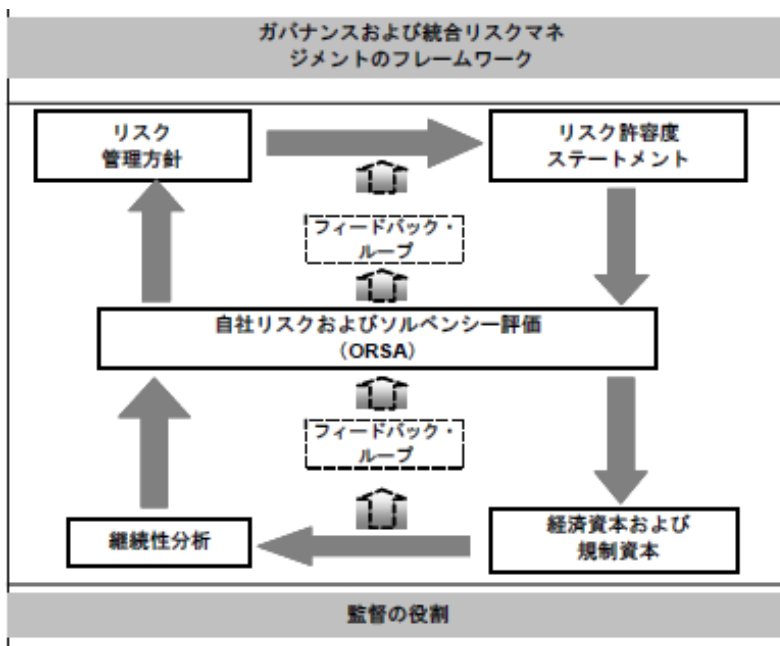 ガバナンスおよび統合リスクマネ
ジメントのフレームワーク
リスク
管理方針
リスク許容度
ステートメント
フィードバック・
ループ
自社リスクおよびソルベンシー評価
（ORSA）
フィードバック・
ループ
継続性分析
経済資本および
規制資本
監督の役割